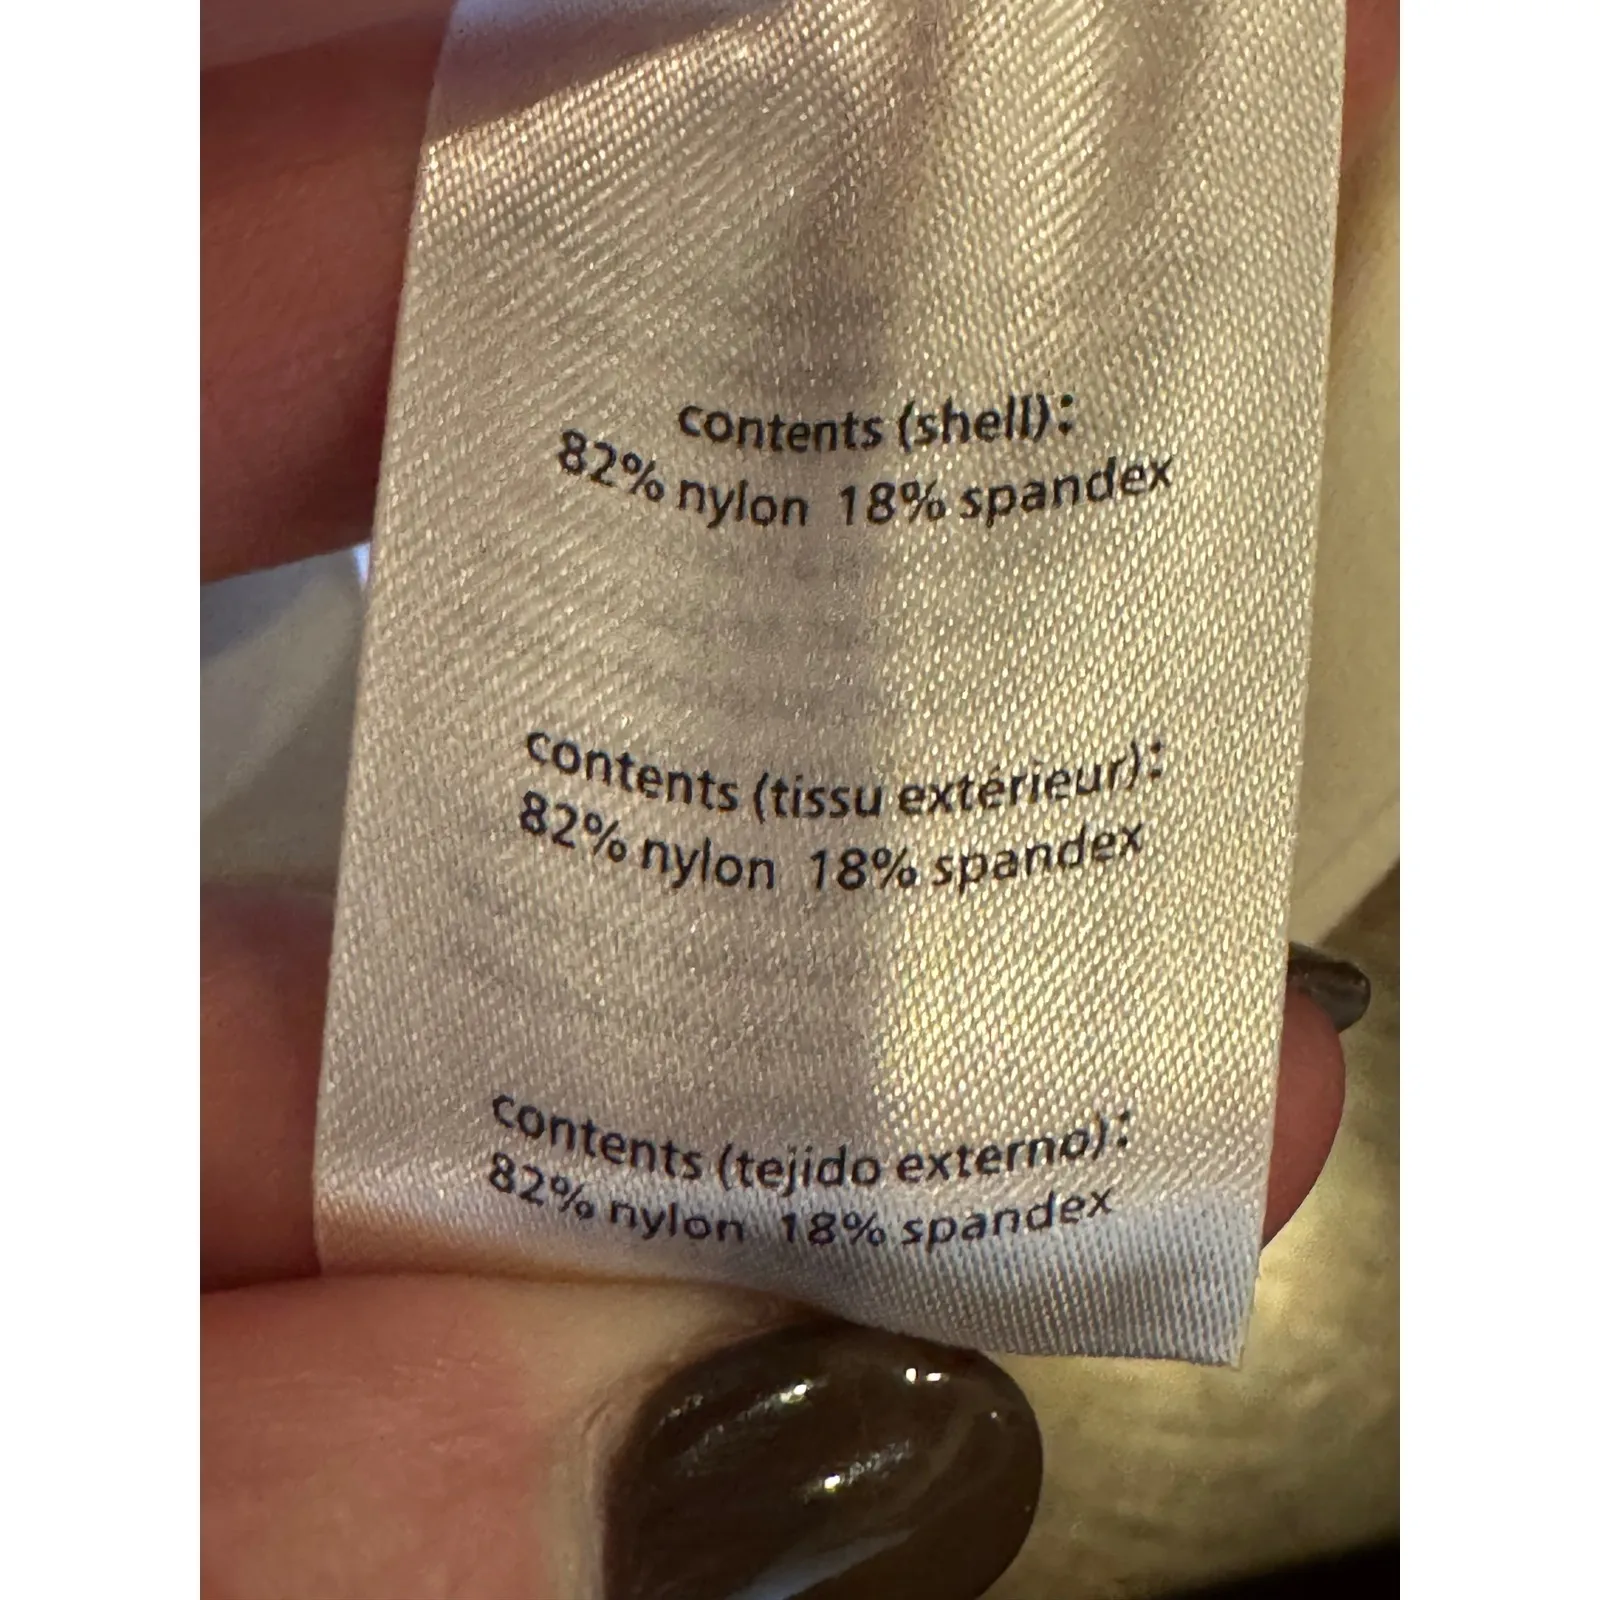 contents (shell):
82% nylon 18% spandex
contents (tissu extérieur):
82% nylon 18% spandex
contents (tejido externo):
82% nylon 18% spandex